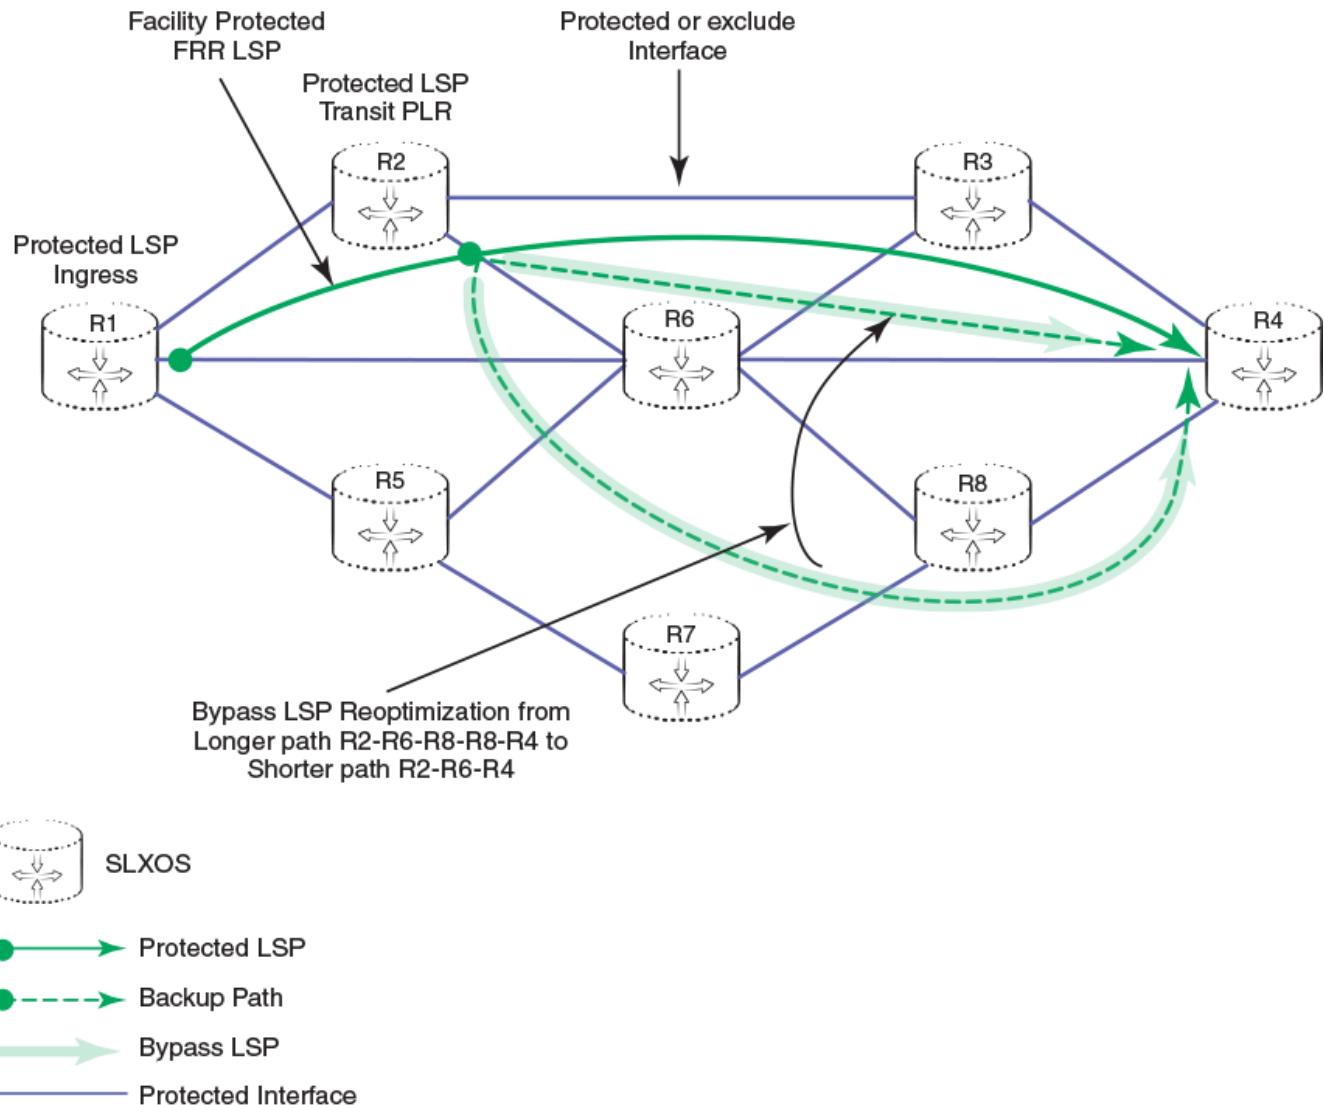 Facility Protected
FRR LSP
Protected or exclude
Interface
Protected LSP
Transit PLR
R2
R3
Protected LSP
Ingress
R1
R6
R4
R5
R8
R7
Bypass LSP Reoptimization from
Longer path R2-R6-R8-R8-R4 to
Shorter path R2-R6-R4
SLXOS
Protected LSP
Backup Path
Bypass LSP
Protected Interface